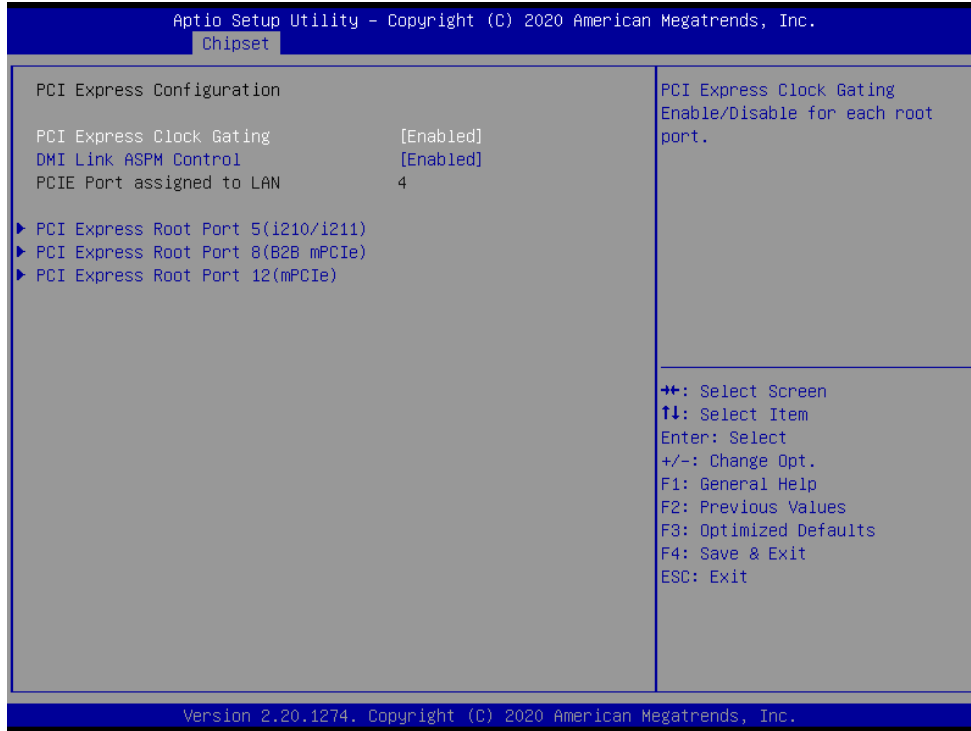 Aptio Setup Utility – Copyright (C) 2020 American Megatrends, Inc.
Chipset
PCI Express Configuration
PCI Express Clock Gating [Enabled]
DMI Link ASPM Control [Enabled]
PCIE Port assigned to LAN 4
▶ PCI Express Root Port 5(i210/i211)
▶ PCI Express Root Port 8(B2B mPCIe)
▶ PCI Express Root Port 12(mPCIe)
PCI Express Clock Gating
Enable/Disable for each root
port.
→←: Select Screen
↑↓: Select Item
Enter: Select
+/-: Change Opt.
F1: General Help
F2: Previous Values
F3: Optimized Defaults
F4: Save & Exit
ESC: Exit
Version 2.20.1274. Copyright (C) 2020 American Megatrends, Inc.